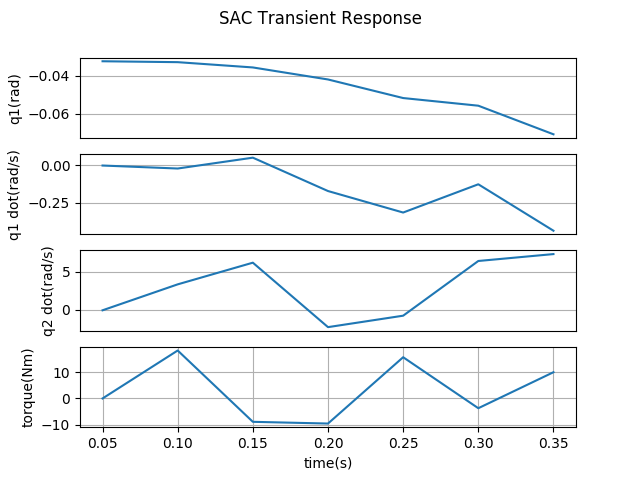 SAC Transient Response
q1(rad)
−0.04
−0.06
q1 dot(rad/s)
0.00
−0.25
q2 dot(rad/s)
5
0
torque(Nm)
10
0
−10
0.05 0.10 0.15 0.20 0.25 0.30 0.35
time(s)